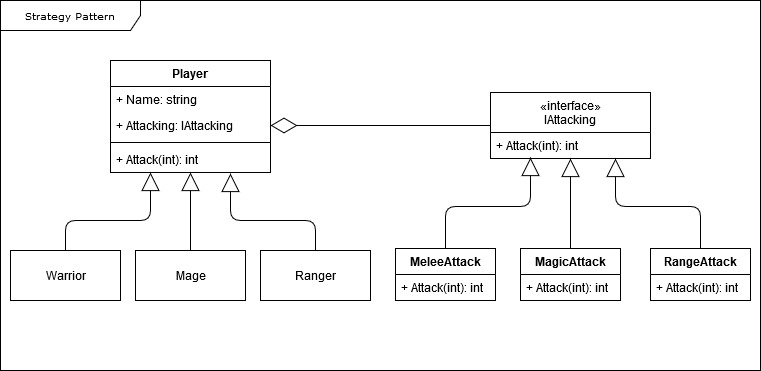 Strategy Pattern
Player
+ Name: string
+ Attacking: IAttacking
+ Attack(int): int
«interface»
IAttacking
+ Attack(int): int
Warrior
Mage
Ranger
MeleeAttack
+ Attack(int): int
MagicAttack
+ Attack(int): int
RangeAttack
+ Attack(int): int